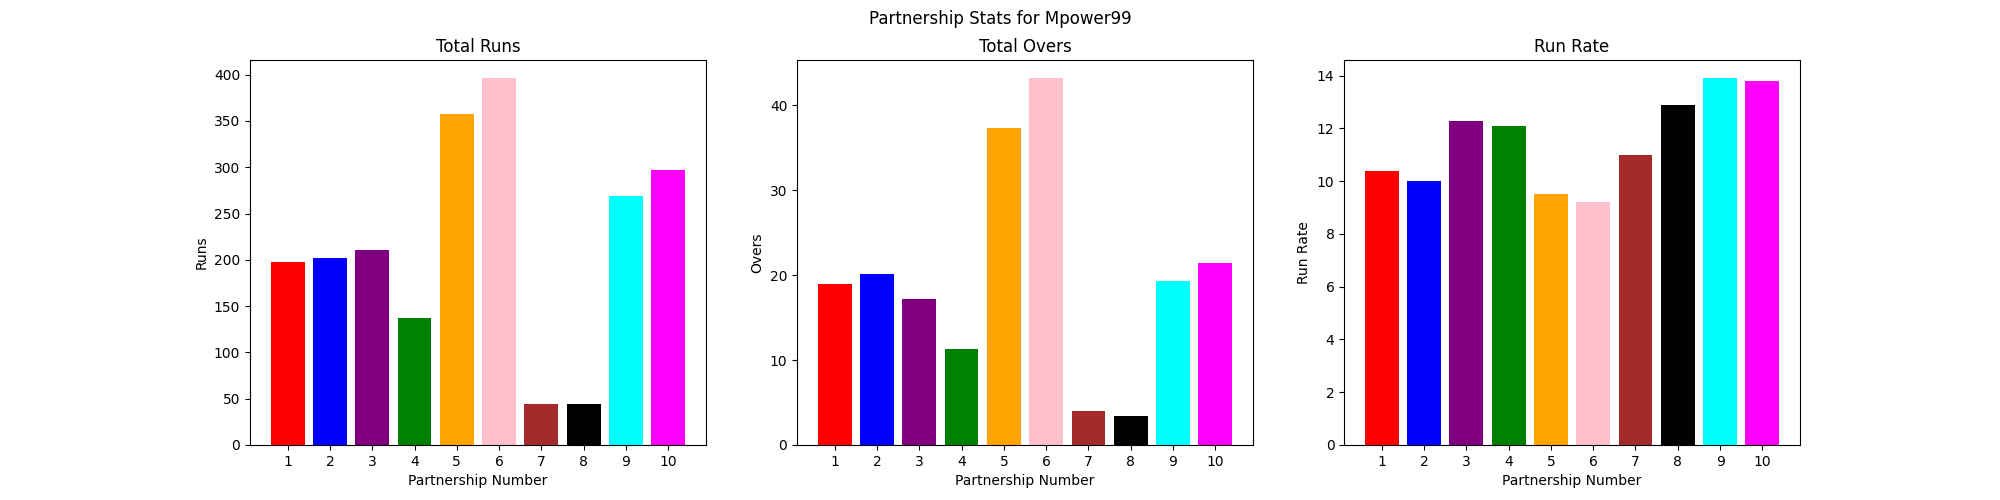 Partnership Stats for Mpower99
Total Runs
400
350
300
250
200
150
100
50
0
Runs
1 2 3 4 5 6 7 8 9 10
Partnership Number
Total Overs
40
30
20
10
0
Overs
1 2 3 4 5 6 7 8 9 10
Partnership Number
Run Rate
14
12
10
8
6
4
2
0
Run Rate
1 2 3 4 5 6 7 8 9 10
Partnership Number